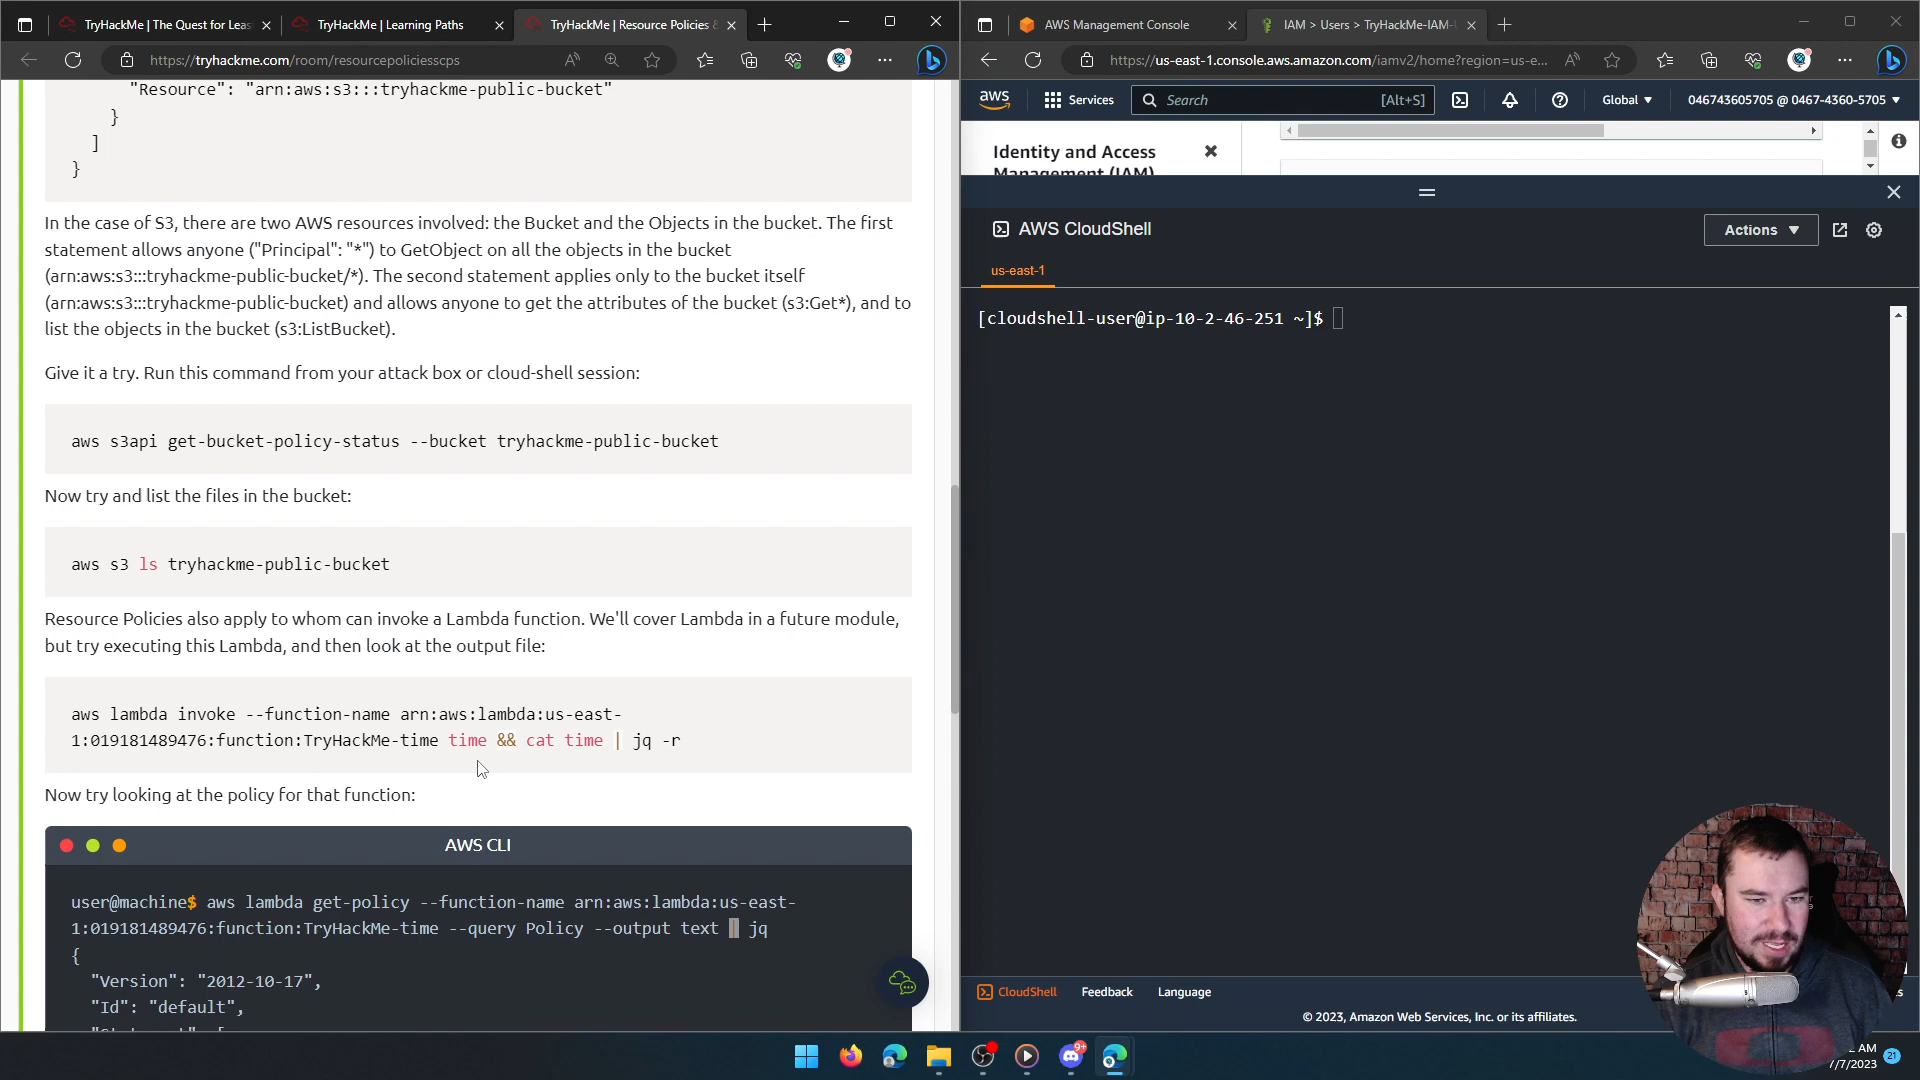 TryHackMe | The Quest for Leas
TryHackMe | Learning Paths
TryHackMe | Resource Policies &
https://tryhackme.com/room/resourcepoliciesscps
"Resource": "arn:aws:s3:::tryhackme-public-bucket"
}
]
}
In the case of S3, there are two AWS resources involved: the Bucket and the Objects in the bucket. The first
statement allows anyone ("Principal": "*") to GetObject on all the objects in the bucket
(arn:aws:s3:::tryhackme-public-bucket/*). The second statement applies only to the bucket itself
(arn:aws:s3:::tryhackme-public-bucket) and allows anyone to get the attributes of the bucket (s3:Get*), and to
list the objects in the bucket (s3:ListBucket).
Give it a try. Run this command from your attack box or cloud-shell session:
aws s3api get-bucket-policy-status --bucket tryhackme-public-bucket
Now try and list the files in the bucket:
aws s3 ls tryhackme-public-bucket
Resource Policies also apply to whom can invoke a Lambda function. We'll cover Lambda in a future module,
but try executing this Lambda, and then look at the output file:
aws lambda invoke --function-name arn:aws:lambda:us-east-
1:019181489476:function:TryHackMe-time time && cat time | jq -r
Now try looking at the policy for that function:
AWS CLI
user@machine$ aws lambda get-policy --function-name arn:aws:lambda:us-east-
1:019181489476:function:TryHackMe-time --query Policy --output text | jq
{
"Version": "2012-10-17",
"Id": "default",
AWS Management Console
IAM > Users > TryHackMe-IAM-
https://us-east-1.console.aws.amazon.com/iamv2/home?region=us-e...
aws
Services
Search
[Alt+S]
Global
046743605705 @ 0467-4360-5705
Identity and Access
Management (IAM)
AWS CloudShell
Actions
us-east-1
[cloudshell-user@ip-10-2-46-251 ~]$
CloudShell
Feedback
Language
© 2023, Amazon Web Services, Inc. or its affiliates.
9+
AM
/7/2023
21